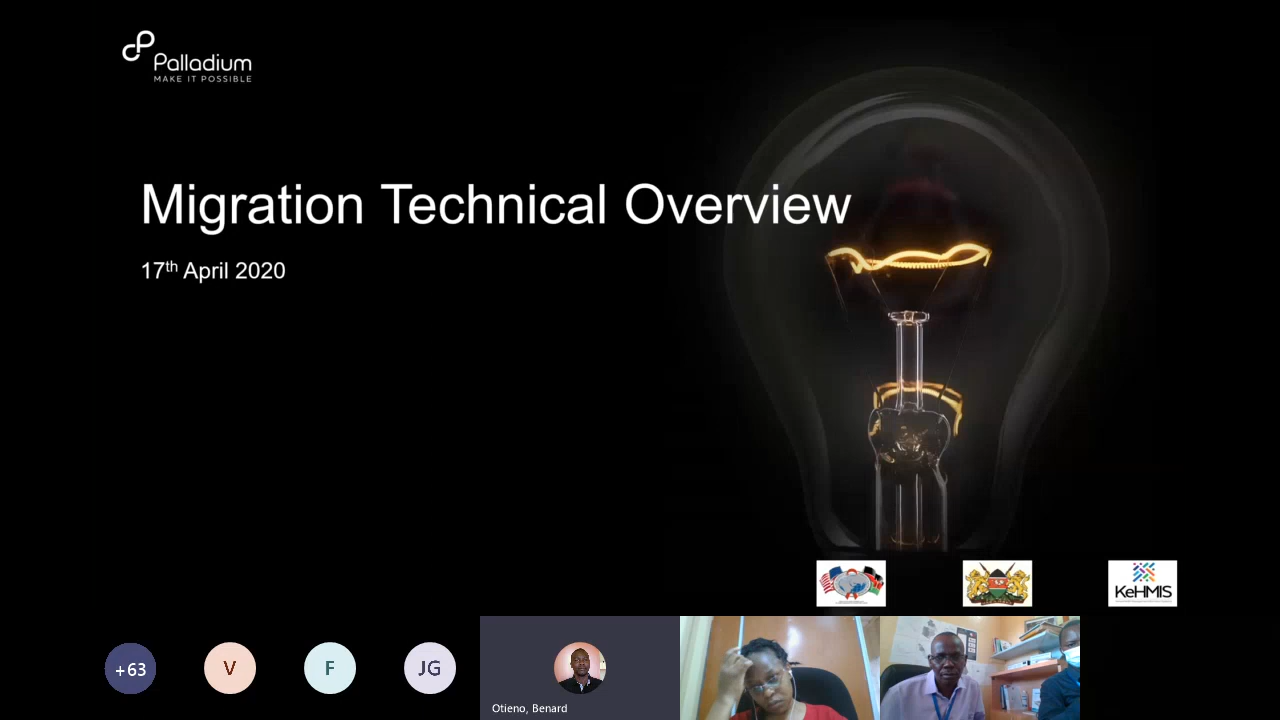 Palladium
MAKE IT POSSIBLE
Migration Technical Overview
17th April 2020
KeHMIS
+63
V
F
JG
Otieno, Benard